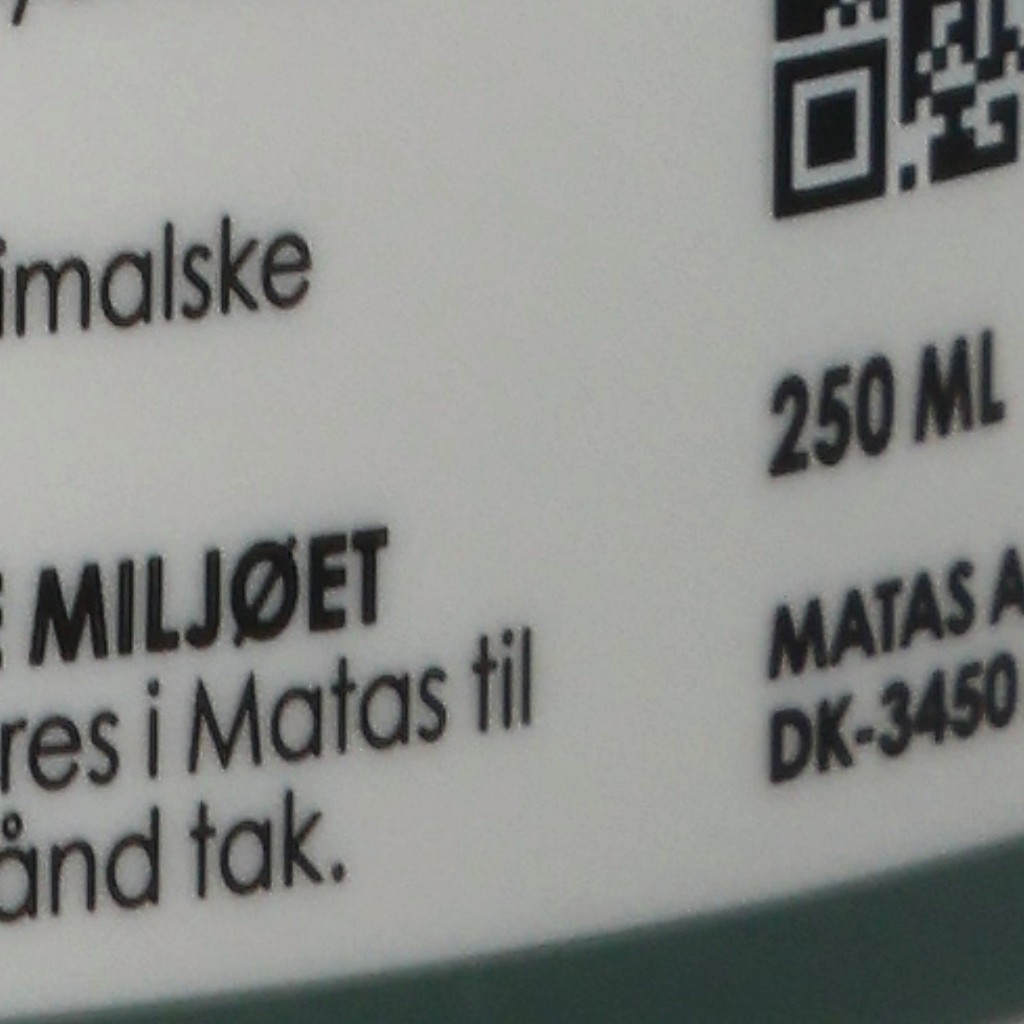 imalske
250 ML
MILJØET
res i Matas til
ånd tak.
MATAS A
DK-3450